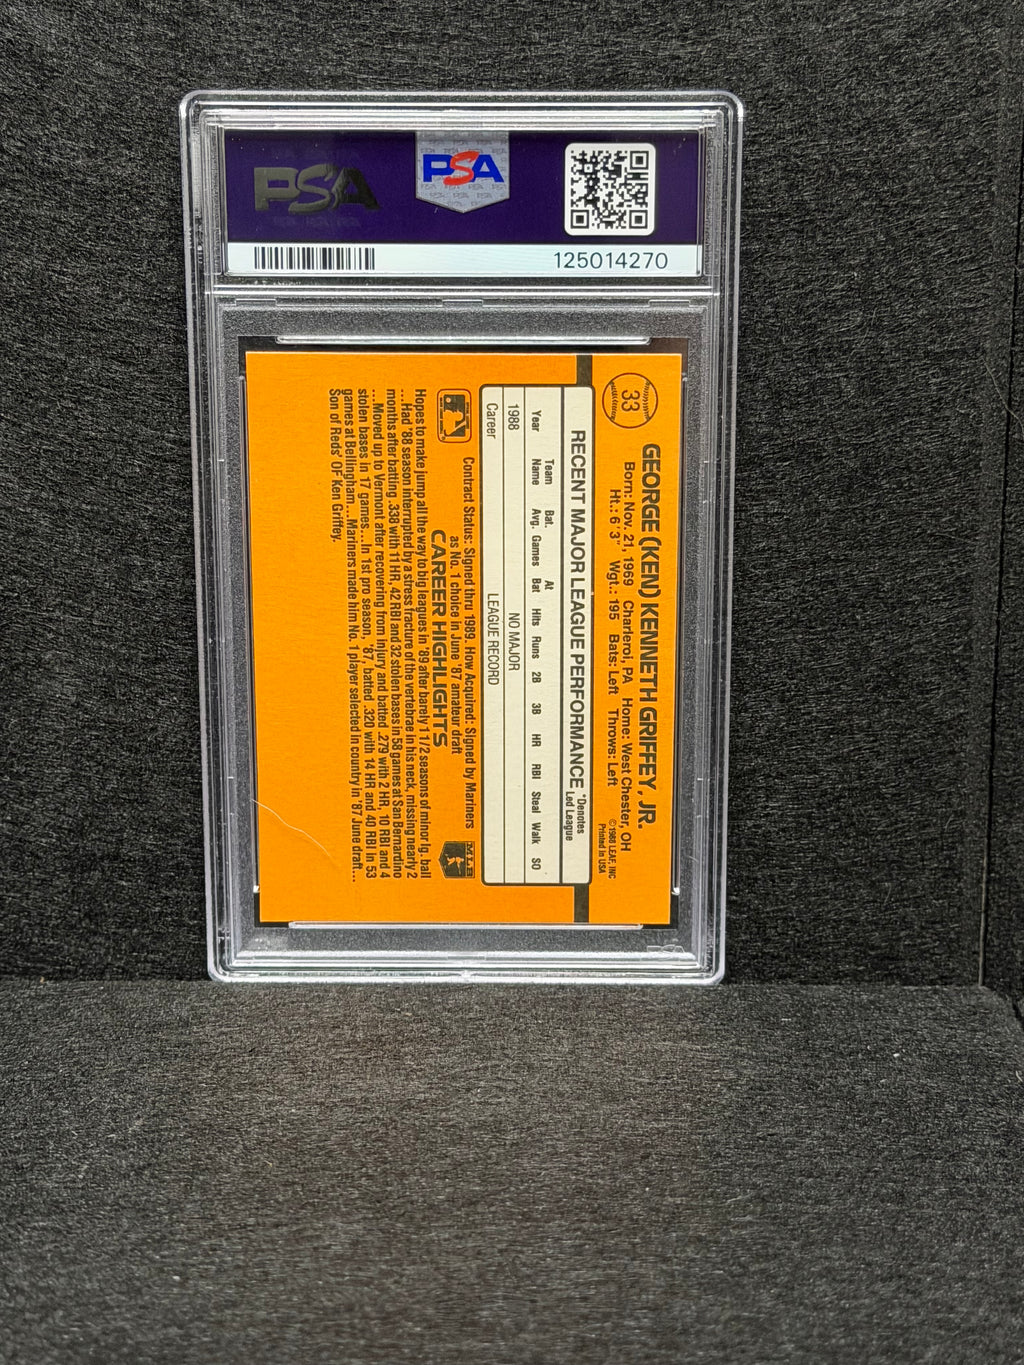 PSA
PSA
125014270
33
GEORGE (KEN) KENNETH GRIFFEY, JR.
Born: Nov. 21, 1969 Charleroi, PA Home: West Chester, OH
Ht.: 6' 3" Wgt.: 195 Bats: Left Throws: Left
©1988 LEAF, INC
Printed in USA
RECENT MAJOR LEAGUE PERFORMANCE
*Denotes
Led League
Year Team Name Bat. Avg. Games At Bat Hits Runs 2B 3B HR RBI Steal Walk SO
1988 NO MAJOR
Career LEAGUE RECORD
Contract Status: Signed thru 1989. How Acquired: Signed by Mariners
as No. 1 choice in June '87 amateur draft
CAREER HIGHLIGHTS
Hopes to make jump all the way to big leagues in '89 after barely 1 1/2 seasons of minor lg. ball
...Had '88 season interrupted by a stress fracture of the vertebrae in his neck, missing nearly 2
months after batting .338 with 11 HR, 42 RBI and 32 stolen bases in 58 games at San Bernardino
...Moved up to Vermont after recovering from injury and batted .279 with 2 HR, 10 RBI and 4
stolen bases in 17 games...In 1st pro season, '87, batted .320 with 14 HR and 40 RBI in 53
games at Bellingham...Mariners made him No. 1 player selected in country in '87 June draft...
Son of Reds' OF Ken Griffey.